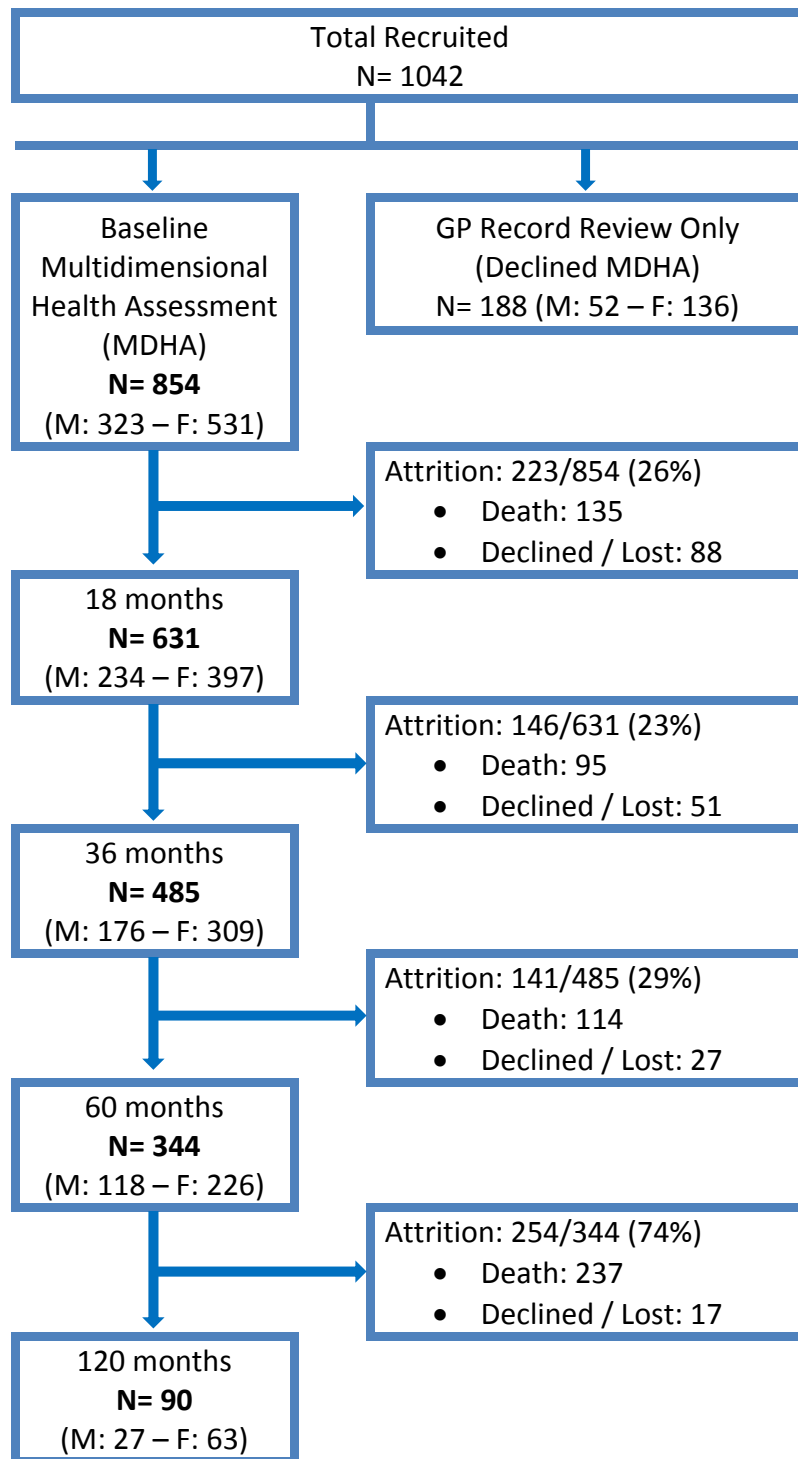 Total Recruited
N= 1042
Baseline
Multidimensional
Health Assessment
(MDHA)
N= 854
(M: 323 – F: 531)
GP Record Review Only
(Declined MDHA)
N= 188 (M: 52 – F: 136)
Attrition: 223/854 (26%)
• Death: 135
• Declined / Lost: 88
18 months
N= 631
(M: 234 – F: 397)
Attrition: 146/631 (23%)
• Death: 95
• Declined / Lost: 51
36 months
N= 485
(M: 176 – F: 309)
Attrition: 141/485 (29%)
• Death: 114
• Declined / Lost: 27
60 months
N= 344
(M: 118 – F: 226)
Attrition: 254/344 (74%)
• Death: 237
• Declined / Lost: 17
120 months
N= 90
(M: 27 – F: 63)